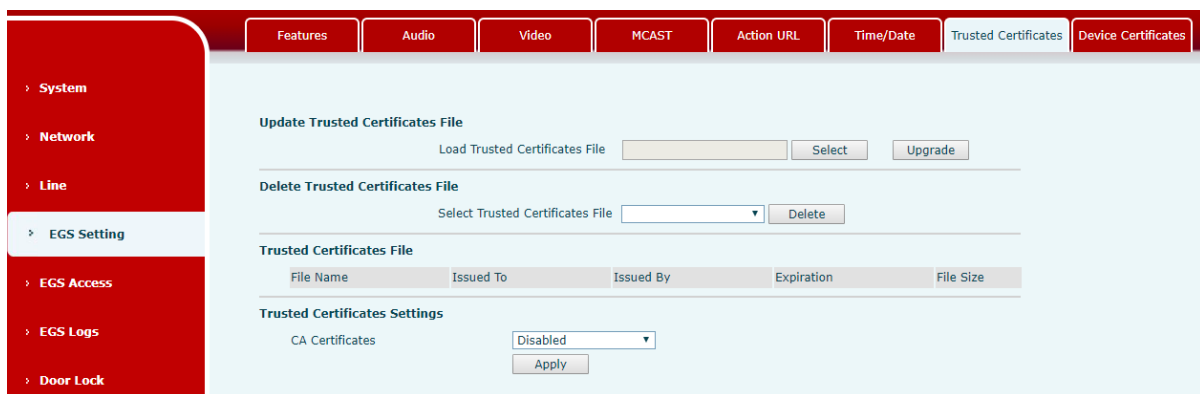 Features Audio Video MCAST Action URL Time/Date Trusted Certificates Device Certificates
› System
› Network
› Line
› EGS Setting
› EGS Access
› EGS Logs
› Door Lock
Update Trusted Certificates File
Load Trusted Certificates File Select Upgrade
Delete Trusted Certificates File
Select Trusted Certificates File Delete
Trusted Certificates File
File Name Issued To Issued By Expiration File Size
Trusted Certificates Settings
CA Certificates Disabled
Apply